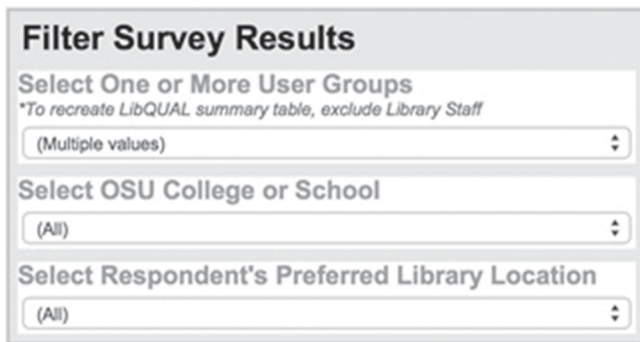 Filter Survey Results
Select One or More User Groups
*To recreate LibQUAL summary table, exclude Library Staff
(Multiple values)
Select OSU College or School
(All)
Select Respondent's Preferred Library Location
(All)